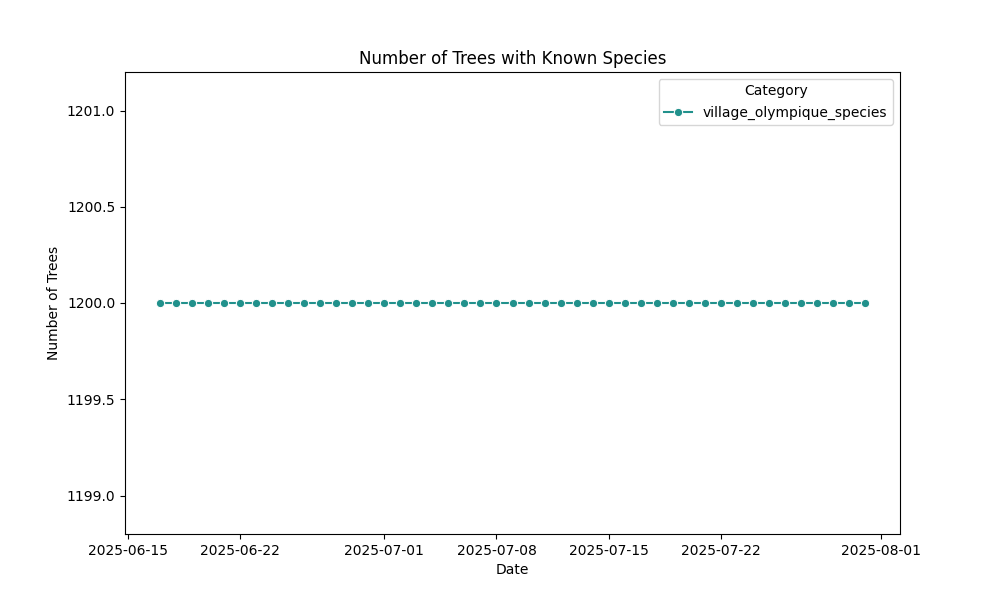 Number of Trees with Known Species
Category
village_olympique_species
1201.0
1200.5
1200.0
1199.5
1199.0
Number of Trees
2025-06-15 2025-06-22 2025-07-01 2025-07-08 2025-07-15 2025-07-22 2025-08-01
Date